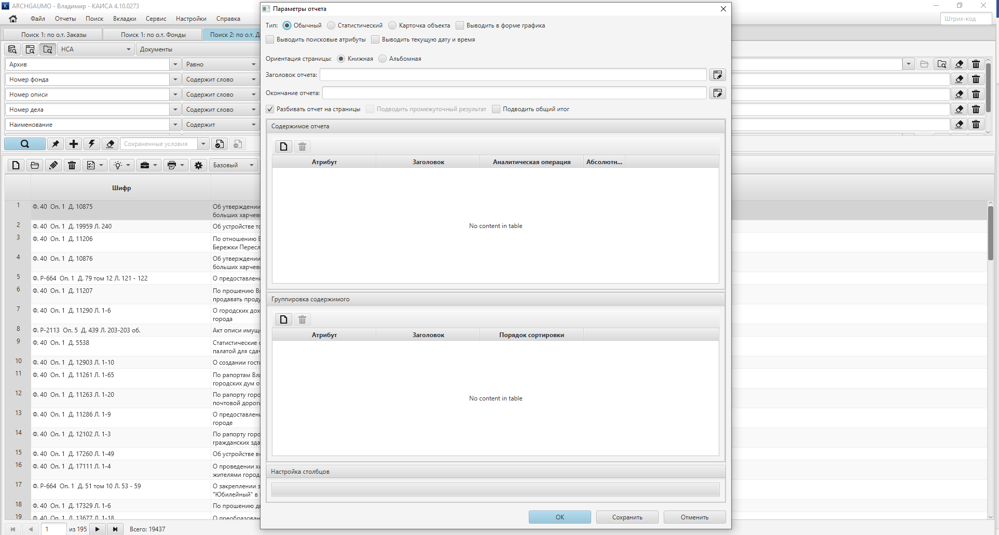 ARCHGAUMO - Владимир - КАИСА 4.10.0273
Файл Отчеты Поиск Вкладки Сервис Настройки Справка
Штрих-код
Поиск 1: по о.т. Заказы Поиск 1: по о.т. Фонды Поиск 2: по о.т. Д
НСА Документы
Архив Равно
Номер фонда Содержит слово
Номер описи Содержит слово
Номер дела Содержит слово
Наименование Содержит
Сохраненные условия
Базовый
Шифр
1 Ф. 40 Оп. 1 Д. 10875 Об утверждении
больших харчев
2 Ф. 40 Оп. 1 Д. 19959 Л. 240 Об устройстве то
3 Ф. 40 Оп. 1 Д. 11206 По отношению В
Бережки Пересл
4 Ф. 40 Оп. 1 Д. 10876 Об утверждении
больших харчев
5 Ф. Р-664 Оп. 1 Д. 79 том 12 Л. 121 - 122 О предоставлени
6 Ф. 40 Оп. 1 Д. 11207 По прошению Вя
продавать проду
7 Ф. 40 Оп. 1 Д. 11290 Л. 1-6 О городских дох
города
8 Ф. Р-2113 Оп. 5 Д. 439 Л. 203-203 об. Акт описи имуще
9 Ф. 40 Оп. 1 Д. 5538 Статистические с
палатой для сдач
10 Ф. 40 Оп. 1 Д. 12903 Л. 1-10 О создании гости
11 Ф. 40 Оп. 1 Д. 11261 Л. 1-65 По рапортам Вла
городских дум о
12 Ф. 40 Оп. 1 Д. 11263 Л. 1-20 По рапорту горо
почтовой дороги
13 Ф. 40 Оп. 1 Д. 11286 Л. 1-9 О предоставлени
городе
14 Ф. 40 Оп. 1 Д. 12102 Л. 1-3 По рапорту горо
гражданских зда
15 Ф. 40 Оп. 1 Д. 17260 Л. 1-49 Об устройстве во
16 Ф. 40 Оп. 1 Д. 17111 Л. 1-4 О проведении хи
жителями город
17 Ф. Р-664 Оп. 1 Д. 51 том 10 Л. 53 - 59 О закреплении з
"Юбилейный" в
18 Ф. 40 Оп. 1 Д. 17329 Л. 1-6 По прошению дв
19 Ф. 40 Оп. 1 Д. 13677 Л. 1-18 О преобразован
1 из 195 Всего: 19437
Параметры отчета
Тип: Обычный Статистический Карточка объекта Выводить в форме графика
Выводить поисковые атрибуты Выводить текущую дату и время
Ориентация страницы: Книжная Альбомная
Заголовок отчета:
Окончание отчета:
Разбивать отчет на страницы Подводить промежуточный результат Подводить общий итог
Содержимое отчета
Атрибут Заголовок Аналитическая операция Абсолютн...
No content in table
Группировка содержимого
Атрибут Заголовок Порядок сортировки
No content in table
Настройка столбцов
ОК Сохранить Отменить